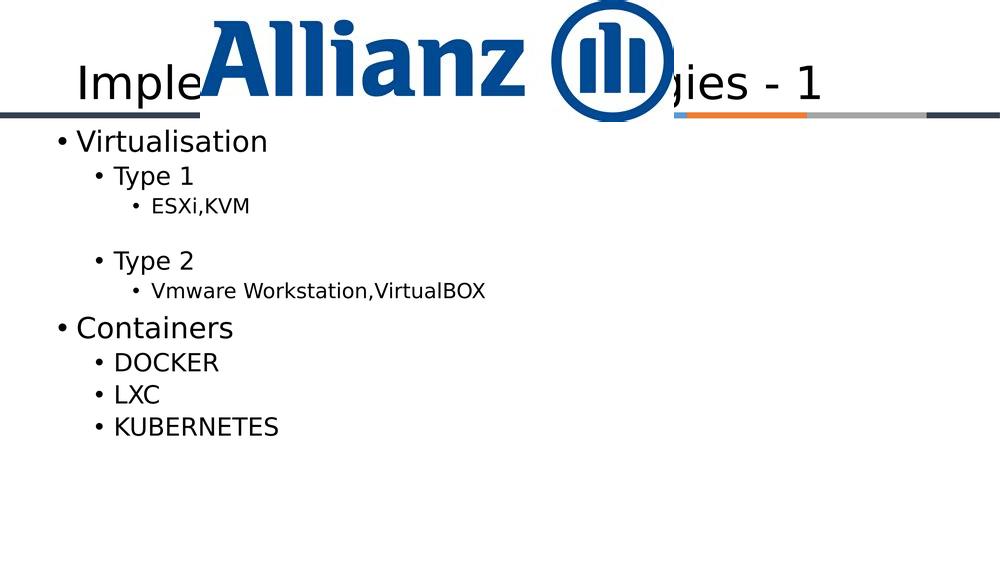 Allianz
Imple gies - 1
• Virtualisation
• Type 1
• ESXi,KVM
• Type 2
• Vmware Workstation,VirtualBOX
• Containers
• DOCKER
• LXC
• KUBERNETES